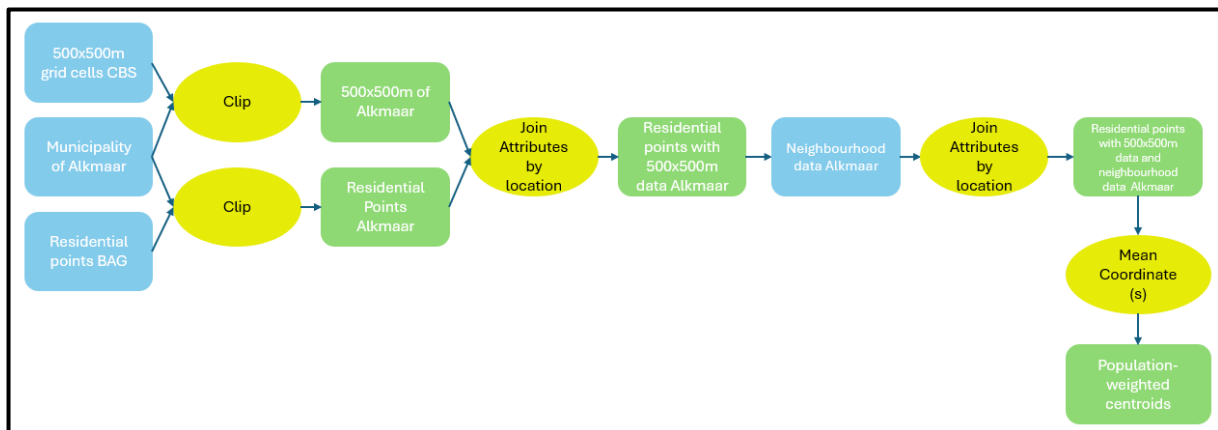 500x500m
grid cells CBS
Municipality
of Alkmaar
Residential
points BAG
Clip
Clip
500x500m of
Alkmaar
Residential
Points
Alkmaar
Join
Attributes
by
location
Residential
points with
500x500m
data Alkmaar
Neighbourhood
data Alkmaar
Join
Attributes
by
location
Residential points
with 500x500m
data and
neighbourhood
data Alkmaar
Mean
Coordinate
(s)
Population-
weighted
centroids